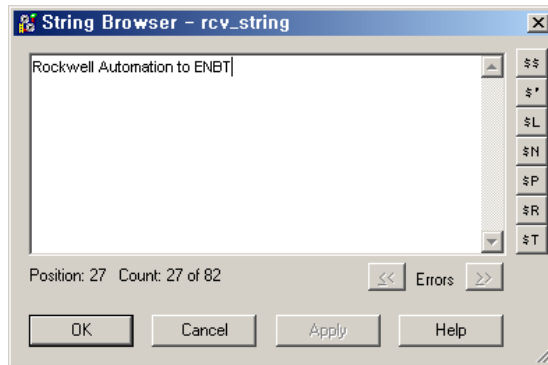 String Browser - rcv_string
Rockwell Automation to ENBT
$$
$'
$L
$N
$P
$R
$T
Position: 27 Count: 27 of 82
<< Errors >>
OK Cancel Apply Help